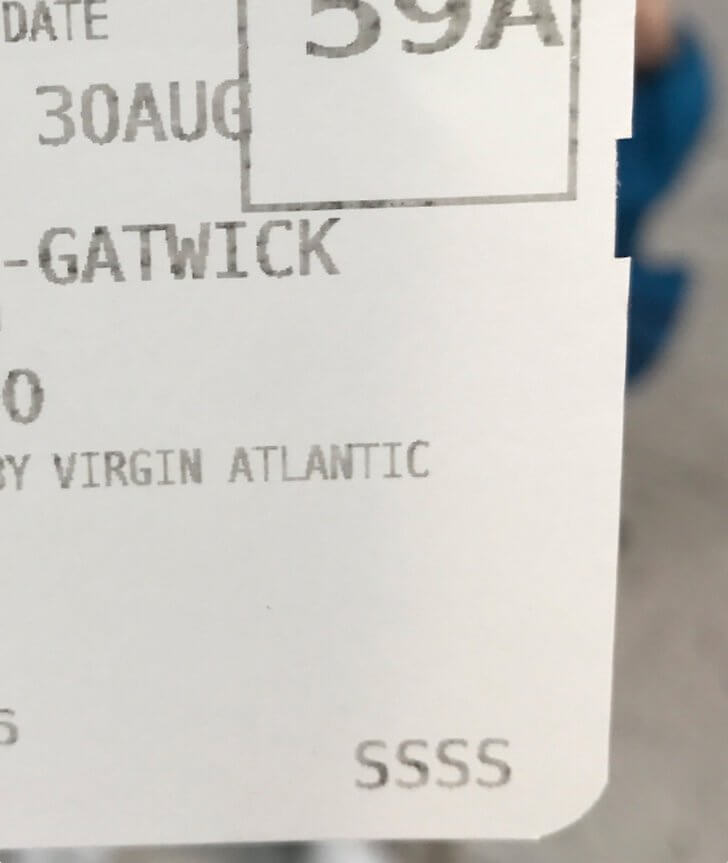 DATE
59A
30AUG
-GATWICK
0
BY VIRGIN ATLANTIC
SSSS